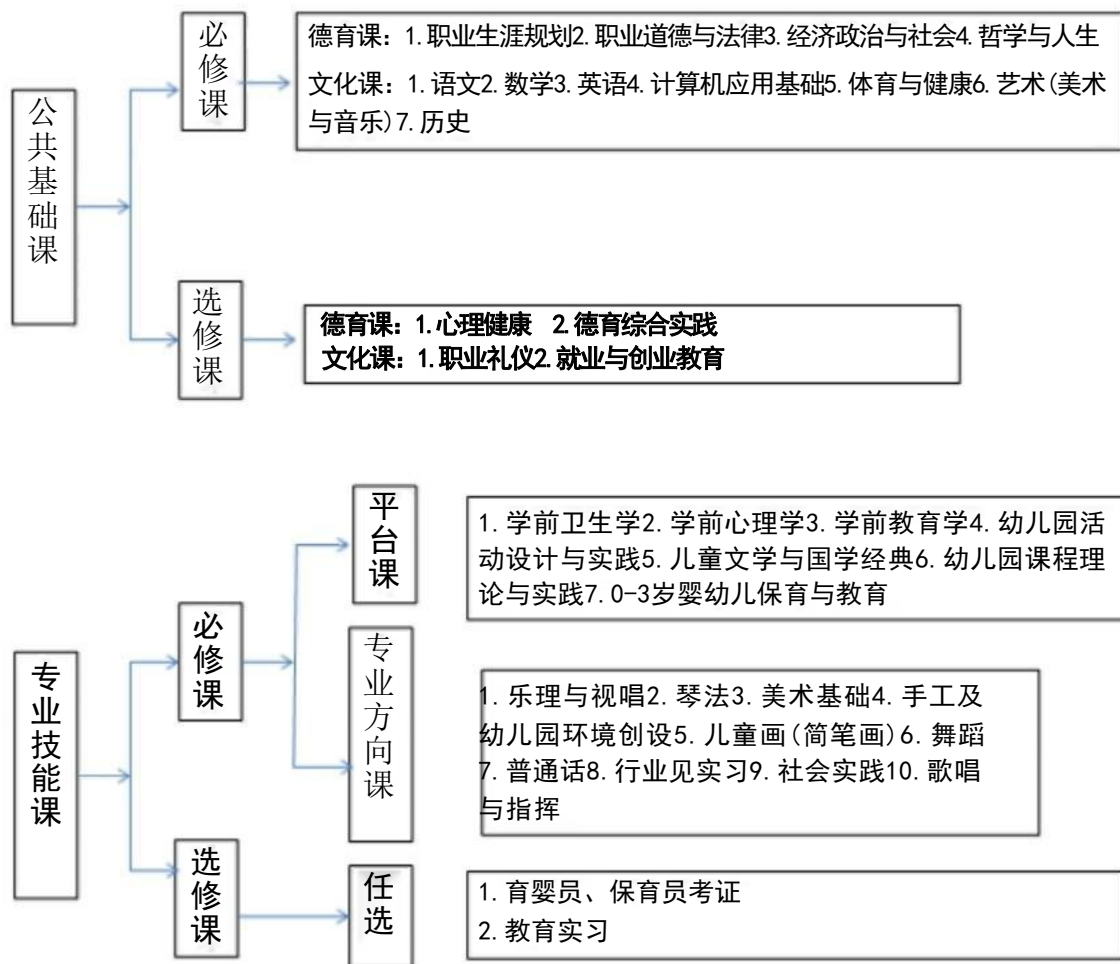 公共基础课
必修课
德育课：1.职业生涯规划2.职业道德与法律3.经济政治与社会4.哲学与人生
文化课：1.语文2.数学3.英语4.计算机应用基础5.体育与健康6.艺术(美术
与音乐)7.历史
选修课
德育课：1.心理健康 2.德育综合实践
文化课：1.职业礼仪2.就业与创业教育
专业技能课
必修课
平台课
1.学前卫生学2.学前心理学3.学前教育学4.幼儿园活
动设计与实践5.儿童文学与国学经典6.幼儿园课程理
论与实践7.0-3岁婴幼儿保育与教育
专业方向课
1.乐理与视唱2.琴法3.美术基础4.手工及
幼儿园环境创设5.儿童画(简笔画)6.舞蹈
7.普通话8.行业见实习9.社会实践10.歌唱
与指挥
选修课
任选
1.育婴员、保育员考证
2.教育实习